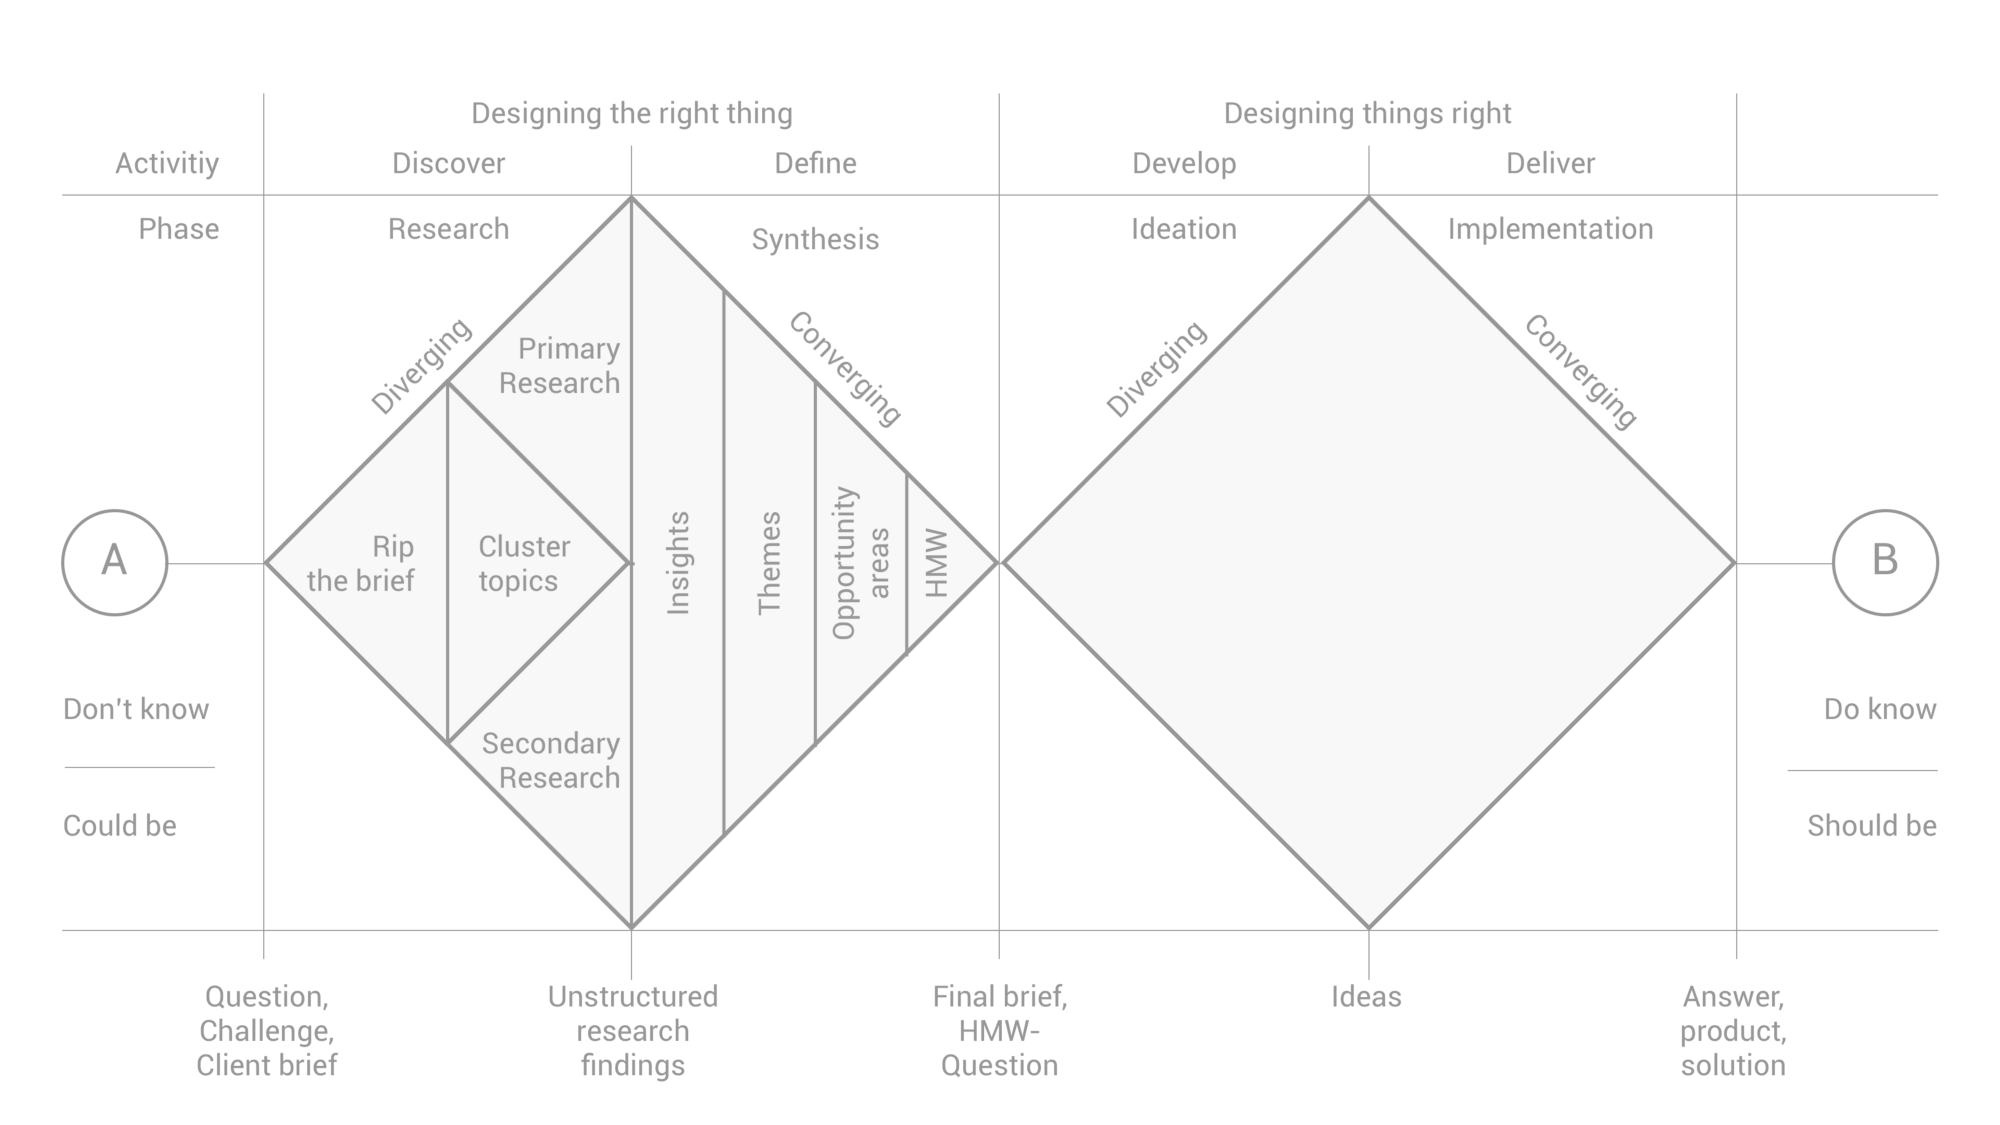 Designing the right thing
Designing things right
Activitiy
Discover
Define
Develop
Deliver
Phase
Research
Synthesis
Ideation
Implementation
Diverging
Converging
Diverging
Converging
Primary
Research
A
Rip
the brief
Cluster
topics
Insights
Themes
Opportunity
areas
HMW
B
Secondary
Research
Don't know
Could be
Do know
Should be
Question,
Challenge,
Client brief
Unstructured
research
findings
Final brief,
HMW-
Question
Ideas
Answer,
product,
solution